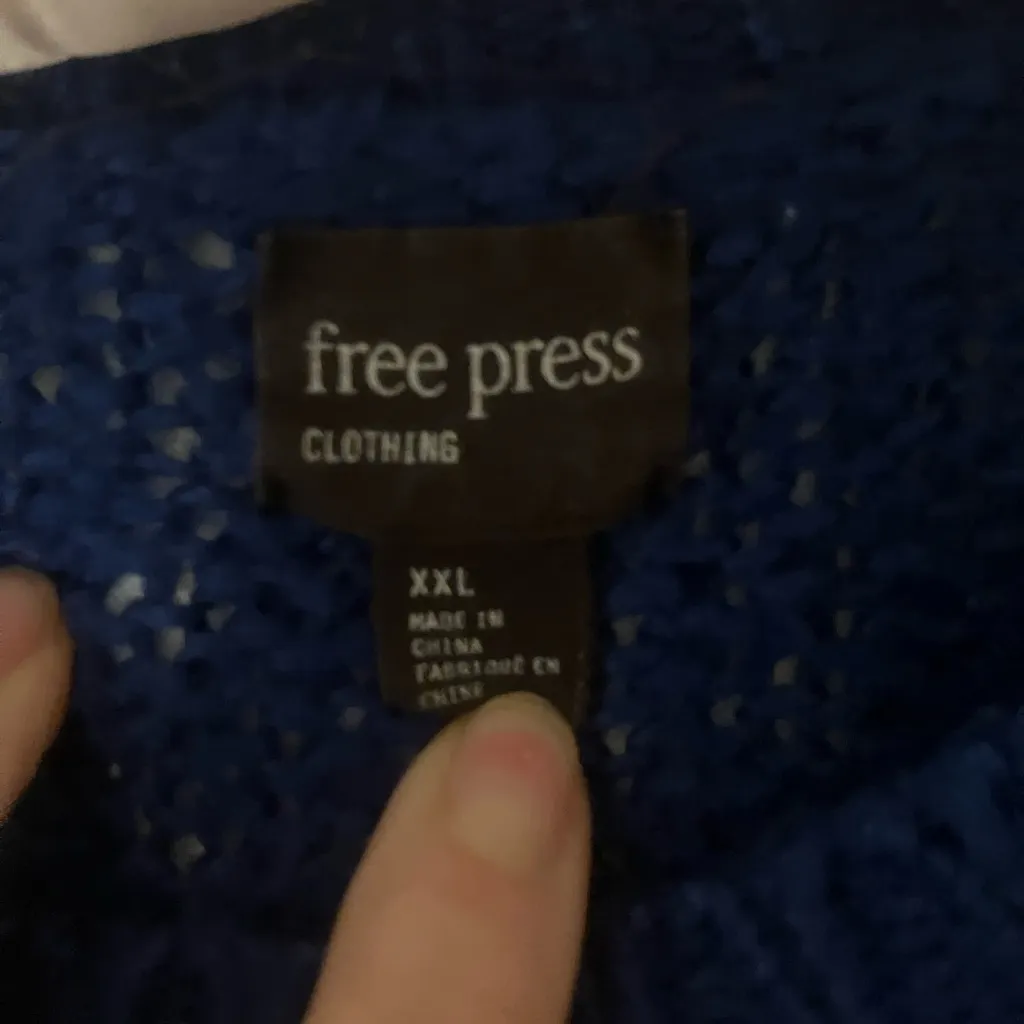 free press
CLOTHING
XXL
MADE IN
CHINA
FABRIQUÉ EN
CHINE